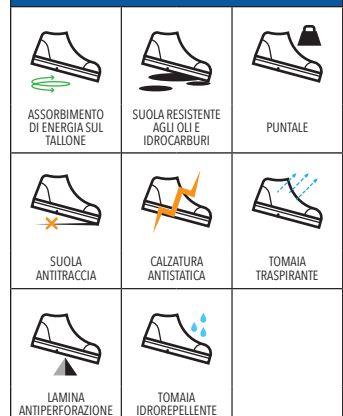 ASSORBIMENTO
DI ENERGIA SUL
TALLONE
SUOLA RESISTENTE
AGLI OLI E
IDROCARBURI
PUNTALE
SUOLA
ANTITRACCIA
CALZATURA
ANTISTATICA
TOMAIA
TRASPIRANTE
LAMINA
ANTIPERFORAZIONE
TOMAIA
IDROREPELLENTE